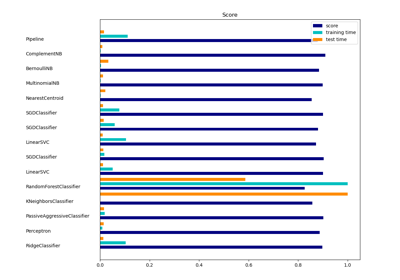 Score
score
training time
test time
Pipeline
ComplementNB
BernoulliNB
MultinomialNB
NearestCentroid
SGDClassifier
SGDClassifier
LinearSVC
SGDClassifier
LinearSVC
RandomForestClassifier
KNeighborsClassifier
PassiveAggressiveClassifier
Perceptron
RidgeClassifier
0.0 0.2 0.4 0.6 0.8 1.0